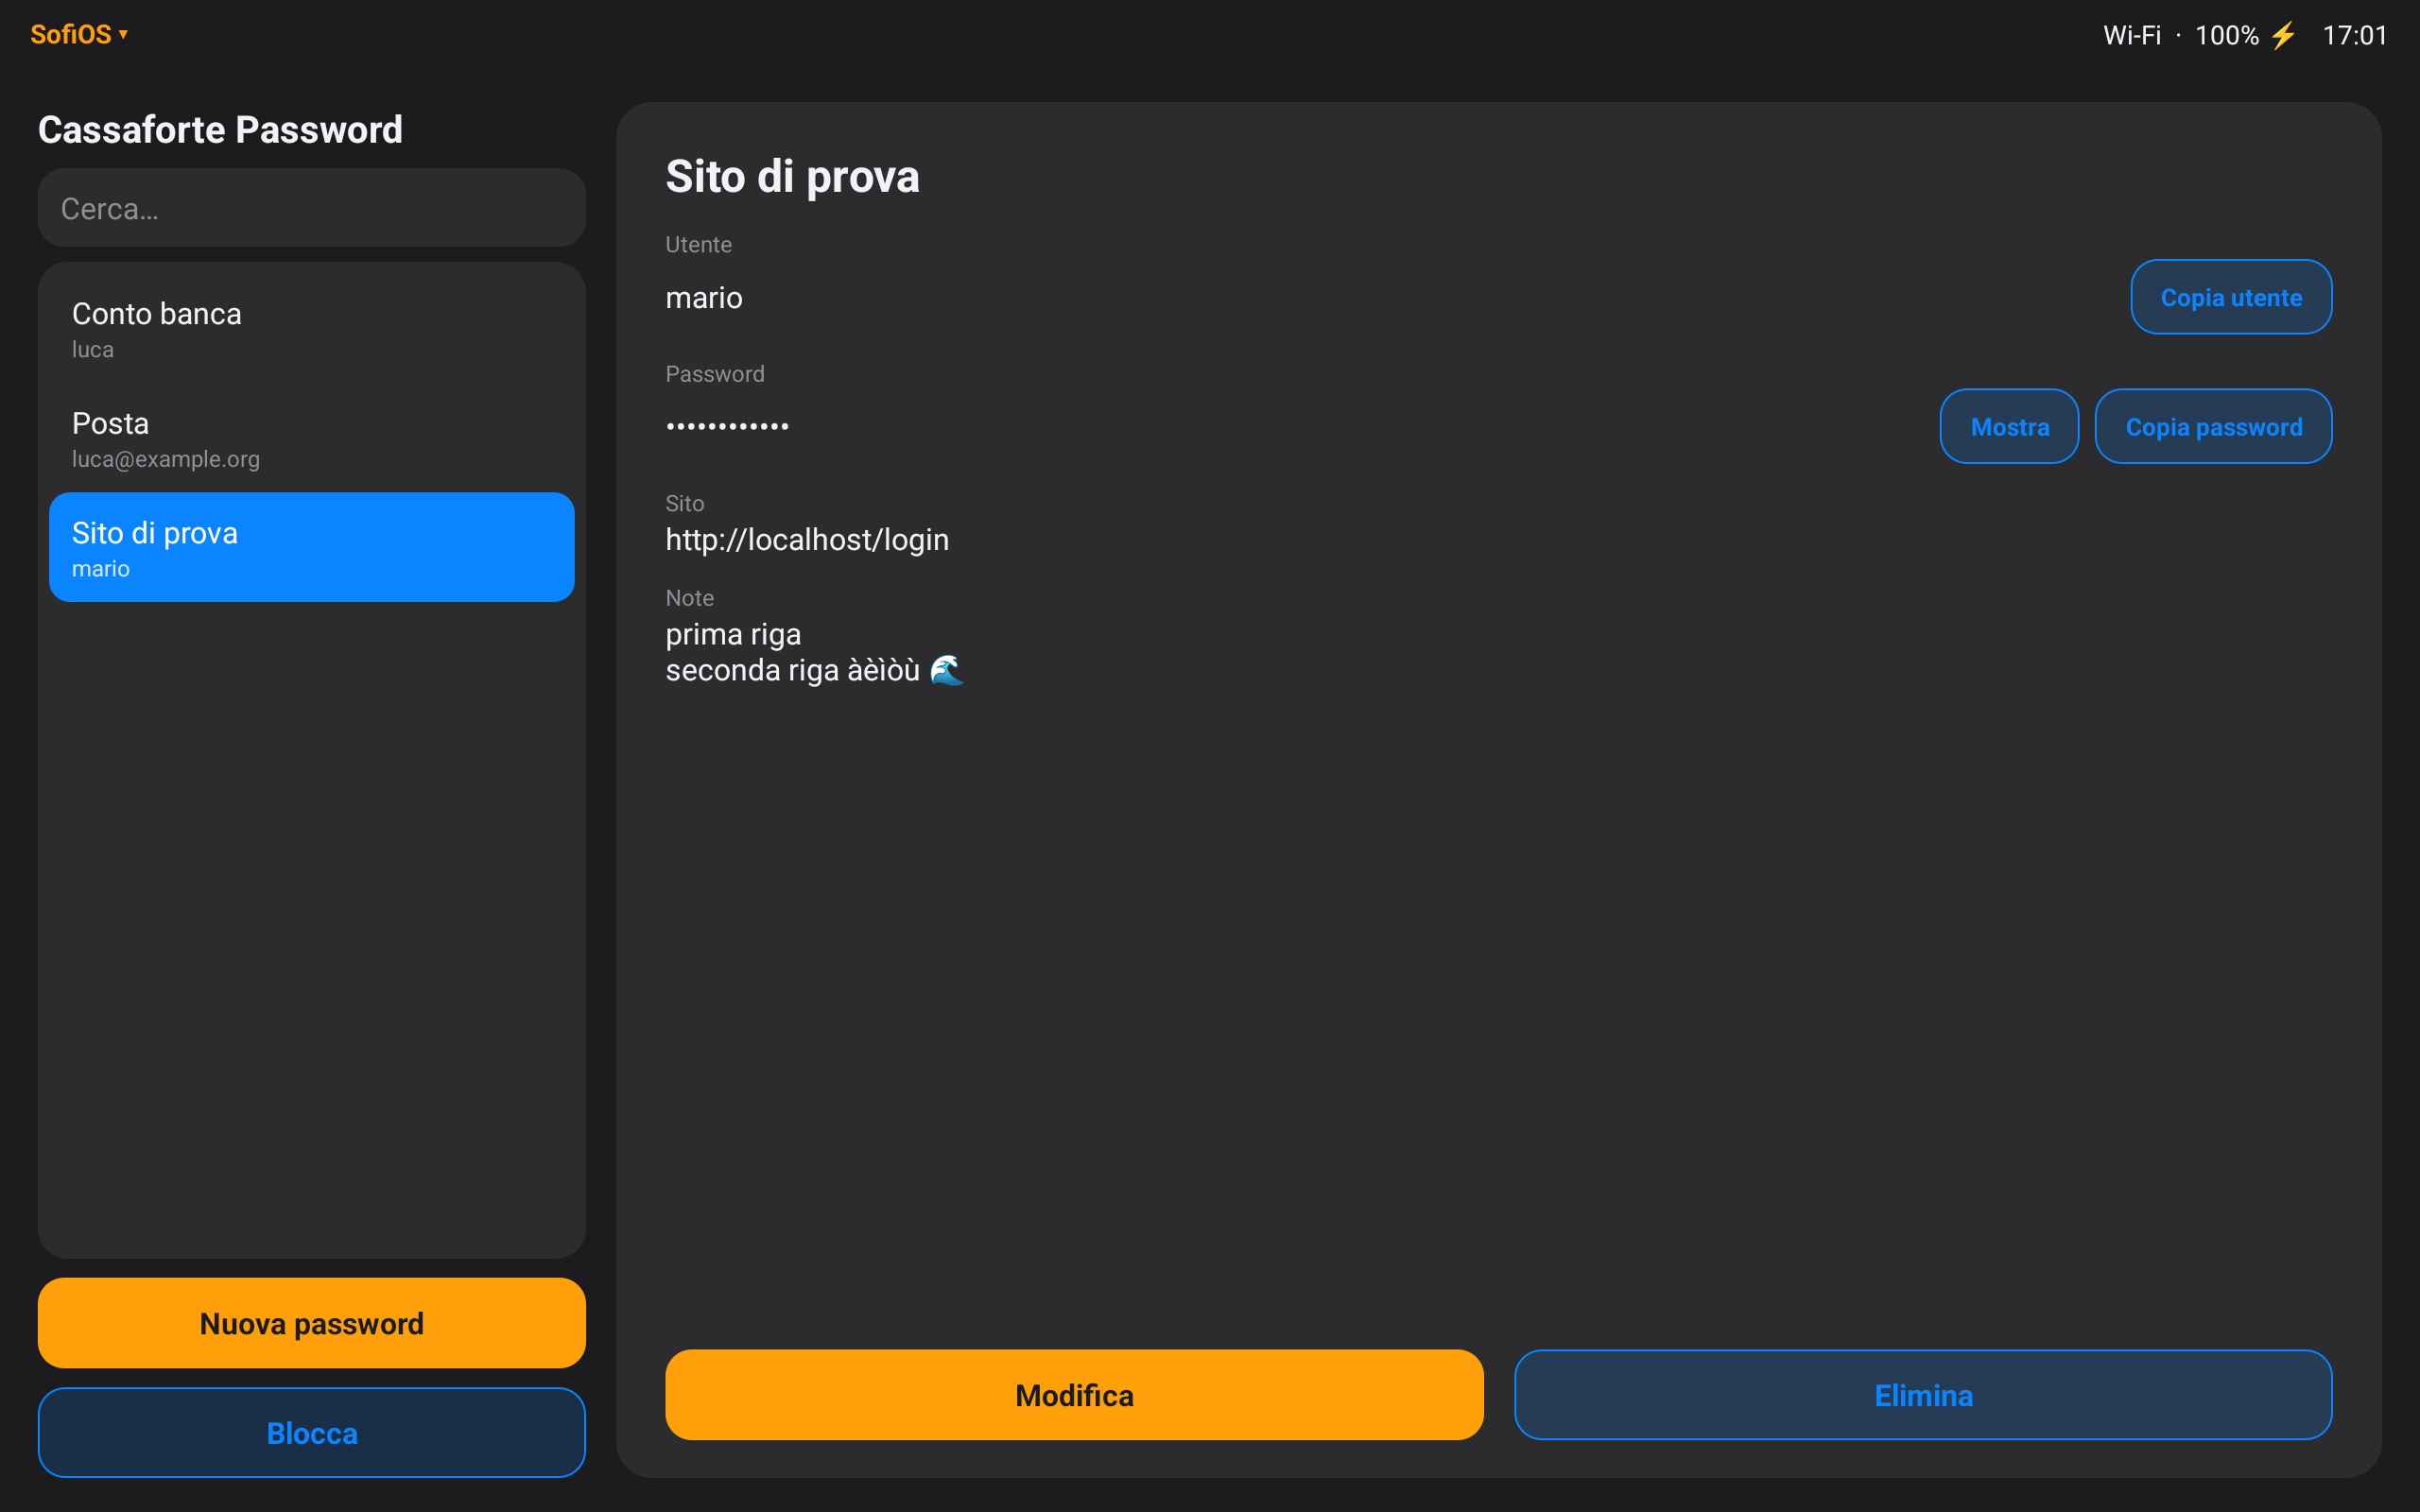 SofiOS ▾
Wi-Fi · 100% ⚡ 17:01
Cassaforte Password
Cerca...
Conto banca
luca
Posta
luca@example.org
Sito di prova
mario
Nuova password
Blocca
Sito di prova
Utente
mario
Copia utente
Password
••••••••••••
Mostra
Copia password
Sito
http://localhost/login
Note
prima riga
seconda riga àèìòù 🌊
Modifica
Elimina